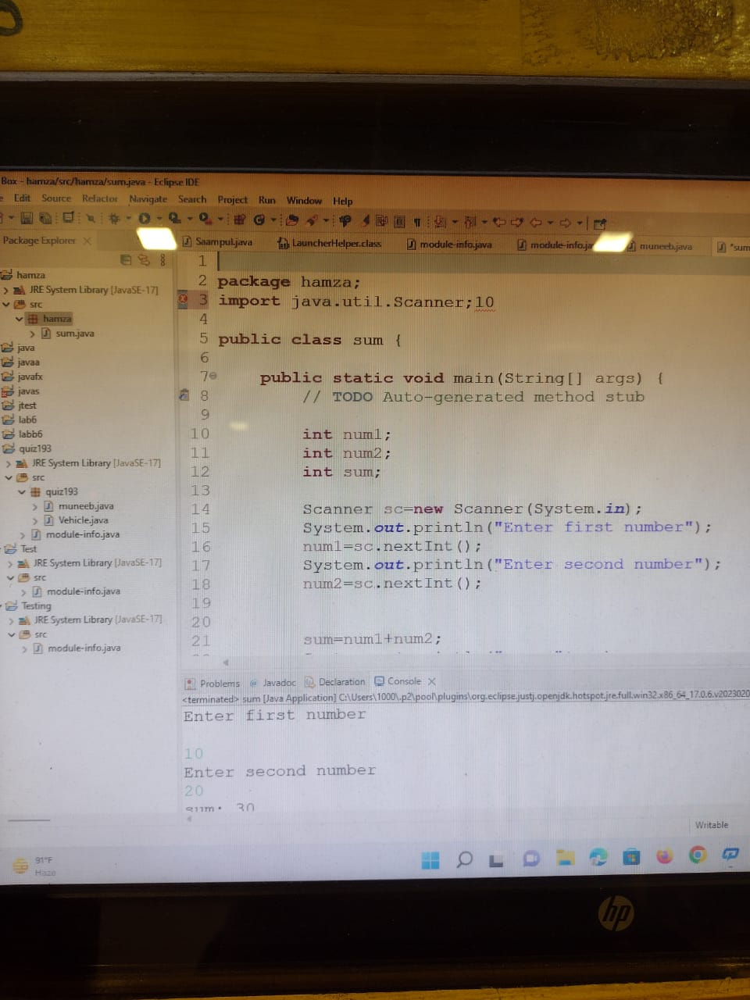 Box - hamza/src/hamza/sum.java - Eclipse IDE
Edit Source Refactor Navigate Search Project Run Window Help
Package Explorer
Saampul.java LauncherHelper.class module-info.java module-info.ja muneeb.java *sum
hamza
JRE System Library [JavaSE-17]
src
hamza
sum.java
java
javaa
javafx
javas
jtest
lab6
labb6
quiz193
JRE System Library [JavaSE-17]
src
quiz193
muneeb.java
Vehicle.java
module-info.java
Test
JRE System Library [JavaSE-17]
src
module-info.java
Testing
JRE System Library [JavaSE-17]
src
module-info.java
1
2 package hamza;
3 import java.util.Scanner;10
4
5 public class sum {
6
7 public static void main(String[] args) {
8 // TODO Auto-generated method stub
9
10 int num1;
11 int num2;
12 int sum;
13
14 Scanner sc=new Scanner(System.in);
15 System.out.println("Enter first number");
16 num1=sc.nextInt();
17 System.out.println("Enter second number");
18 num2=sc.nextInt();
19
20
21 sum=num1+num2;
Problems Javadoc Declaration Console
<terminated> sum [Java Application] C:\Users\1000\.p2\pool\plugins\org.eclipse.justj.openjdk.hotspot.jre.full.win32.x86_64_17.0.6.v2023020
Enter first number
10
Enter second number
20
sum: 30
Writable
91°F
Haze
hp